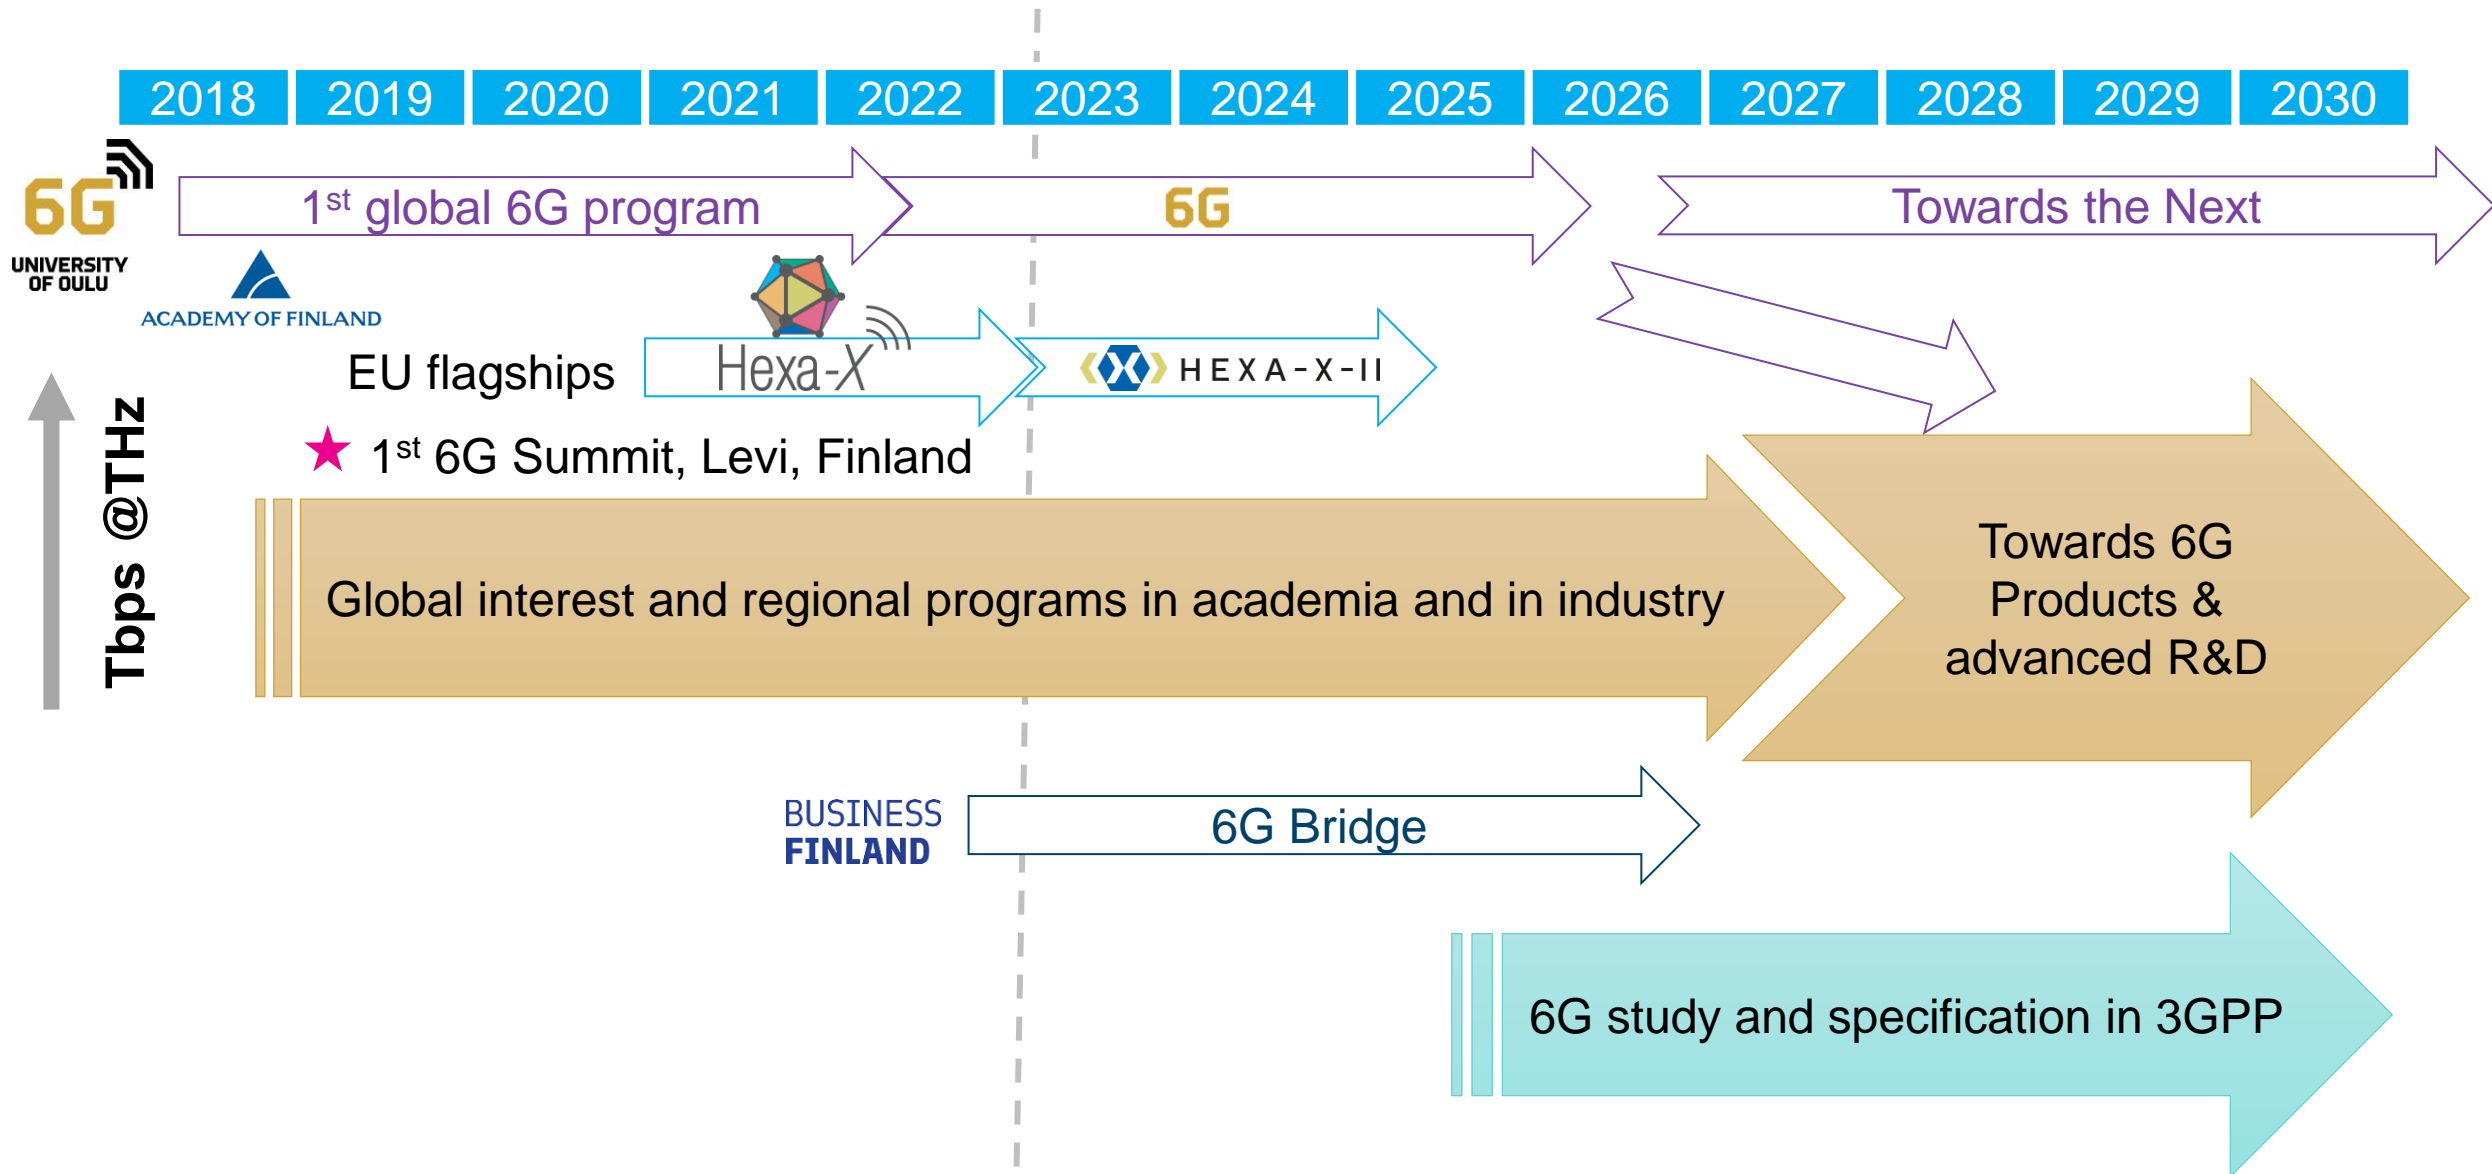 2018 2019 2020 2021 2022 2023 2024 2025 2026 2027 2028 2029 2030
6G
UNIVERSITY
OF OULU
1st global 6G program
6G
Towards the Next
ACADEMY OF FINLAND
EU flagships
Hexa-X
HEXA-X-II
1st 6G Summit, Levi, Finland
Tbps @THz
Global interest and regional programs in academia and in industry
Towards 6G
Products &
advanced R&D
BUSINESS
FINLAND
6G Bridge
6G study and specification in 3GPP